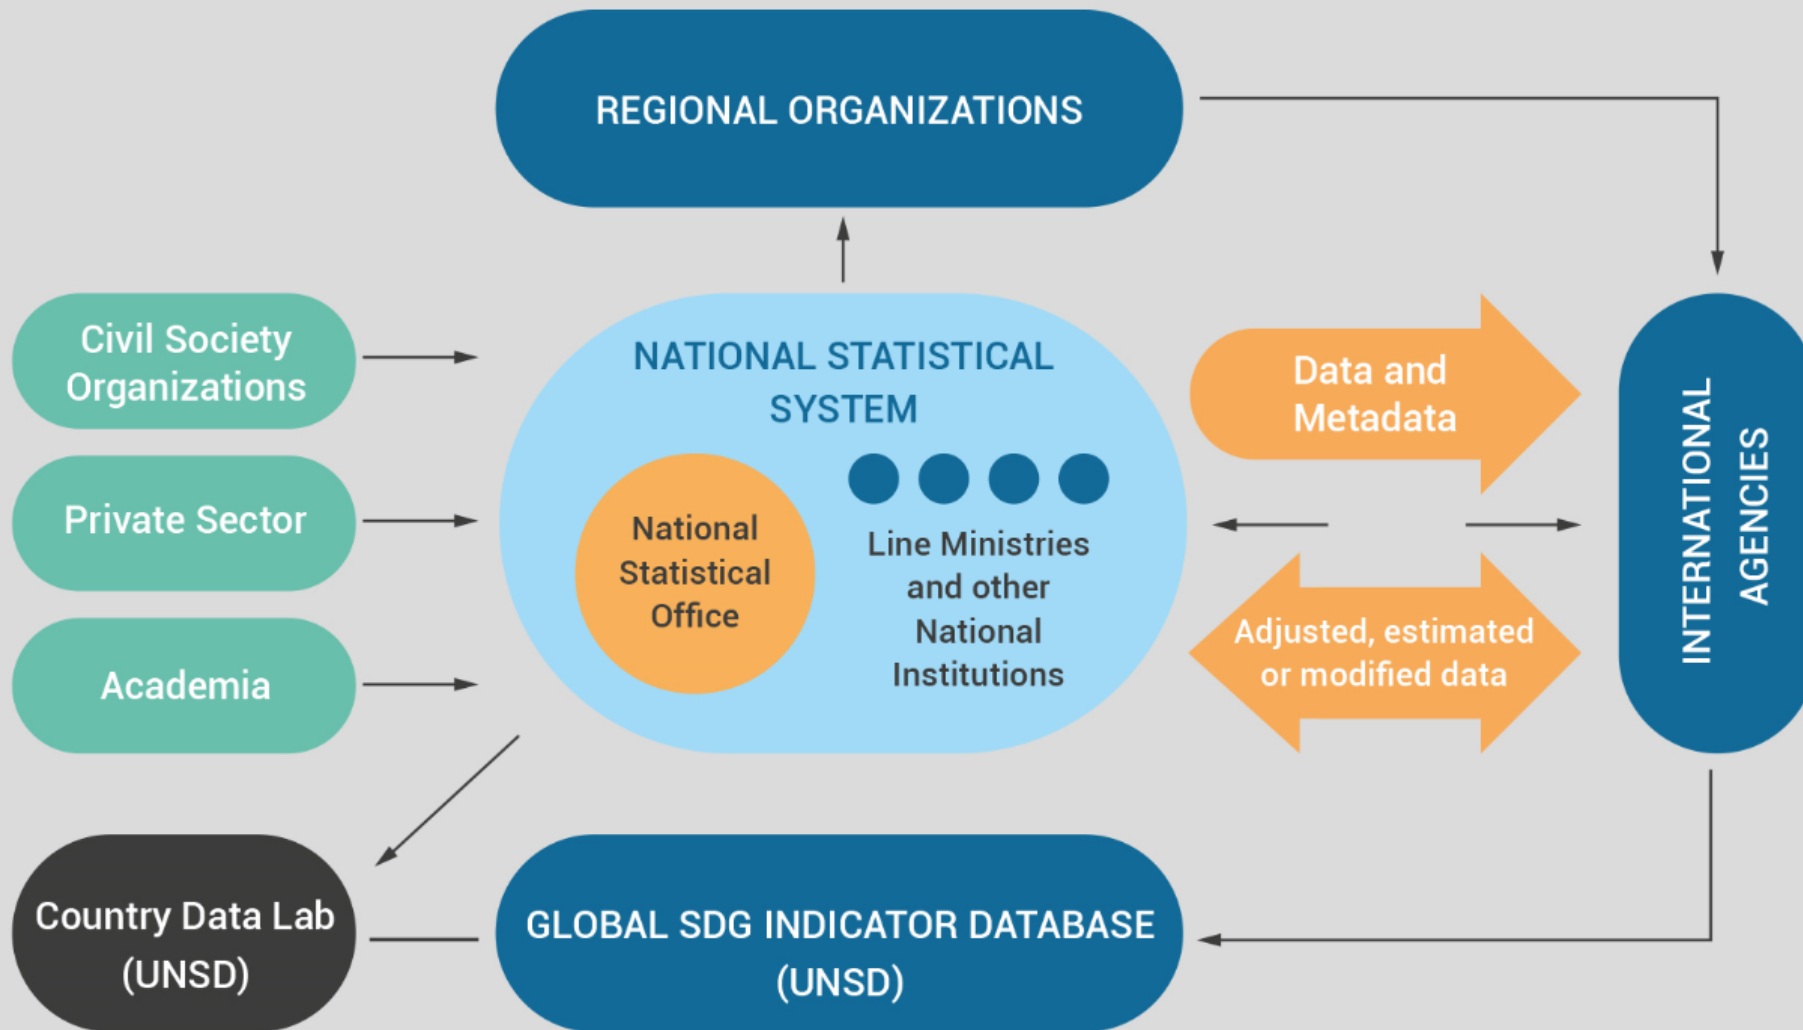 REGIONAL ORGANIZATIONS
Civil Society
Organizations
Private Sector
Academia
NATIONAL STATISTICAL
SYSTEM
National
Statistical
Office
Line Ministries
and other
National
Institutions
Data and
Metadata
Adjusted, estimated
or modified data
INTERNATIONAL
AGENCIES
Country Data Lab
(UNSD)
GLOBAL SDG INDICATOR DATABASE
(UNSD)